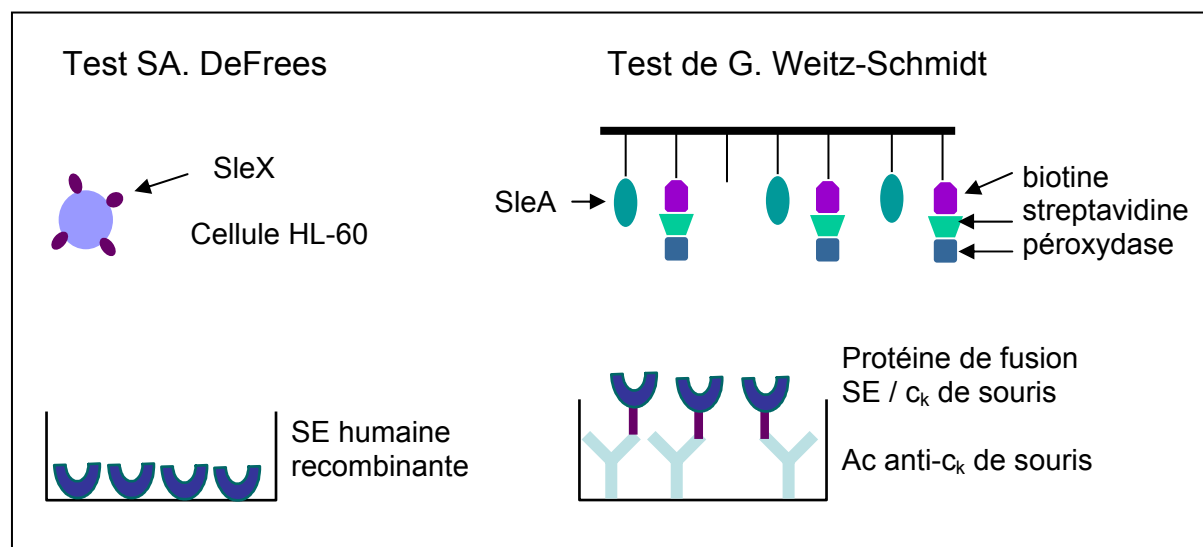 Test SA. DeFrees
Test de G. Weitz-Schmidt
SleX
Cellule HL-60
SleA
biotine
streptavidine
péroxydase
SE humaine
recombinante
Protéine de fusion
SE / cₖ de souris
Ac anti-cₖ de souris